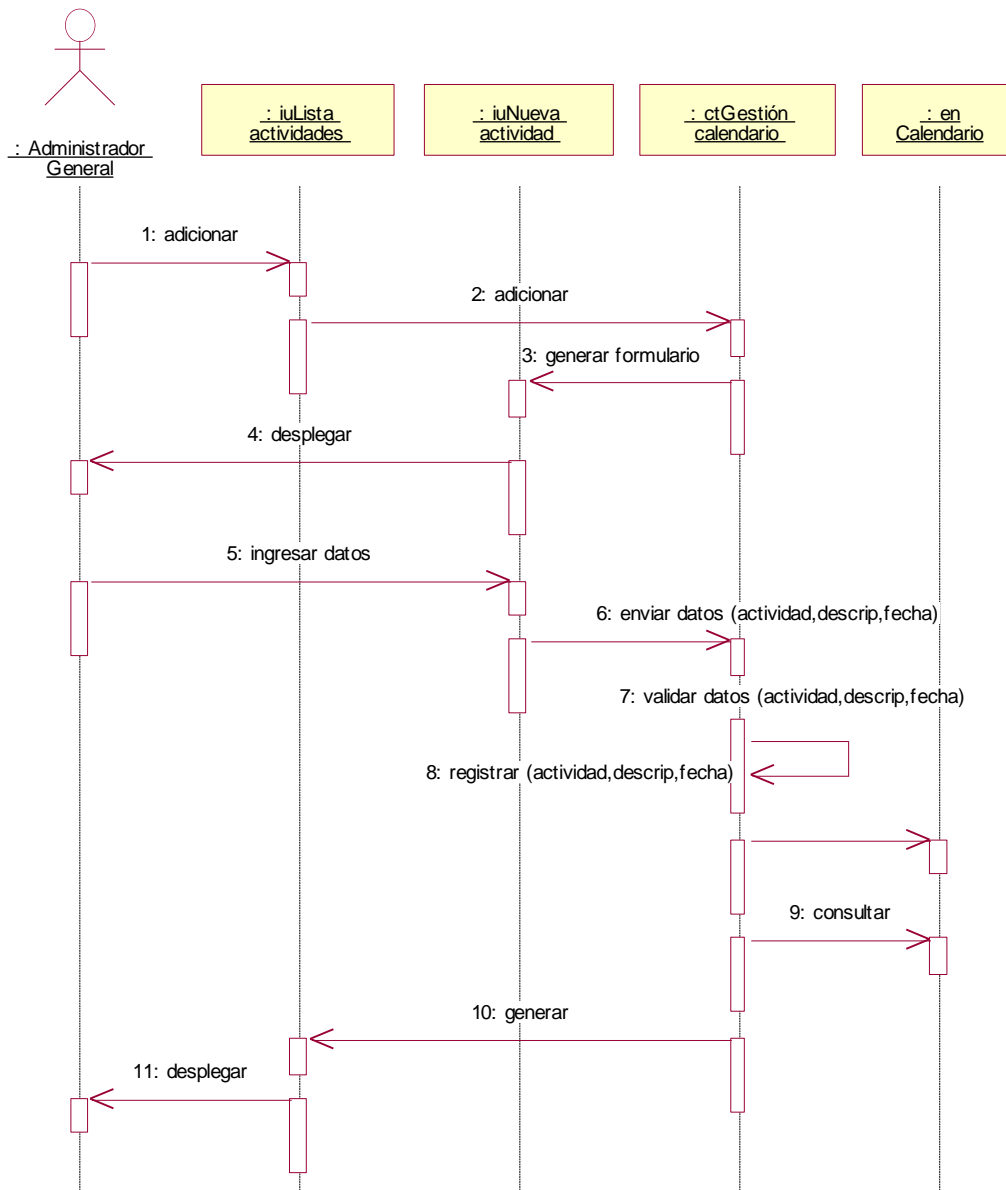 : iuLista
actividades
: iuNueva
actividad
: ctGestión
calendario
: en
Calendario
: Administrador
General
1: adicionar
2: adicionar
3: generar formulario
4: desplegar
5: ingresar datos
6: enviar datos (actividad,descrip,fecha)
7: validar datos (actividad,descrip,fecha)
8: registrar (actividad,descrip,fecha)
9: consultar
10: generar
11: desplegar